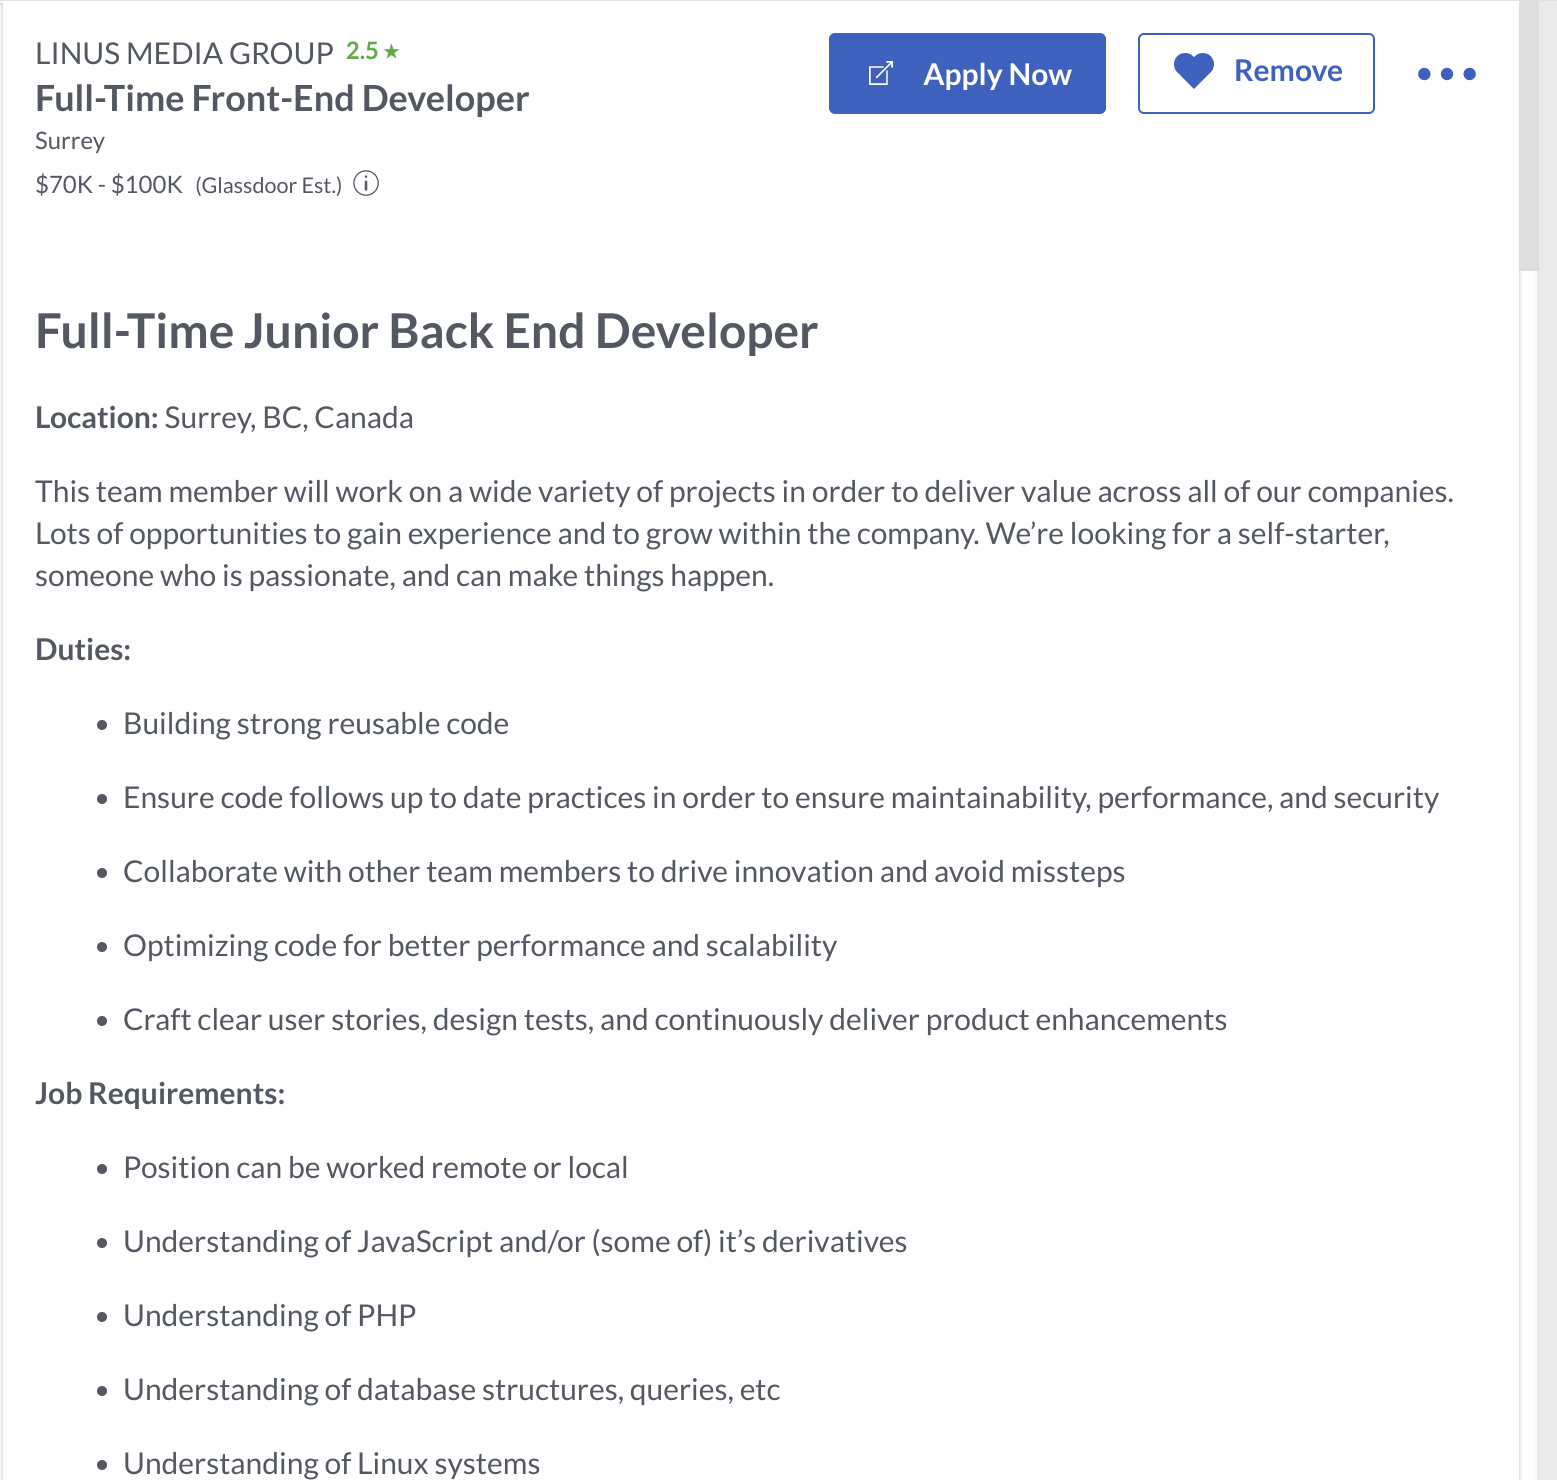 LINUS MEDIA GROUP 2.5 ★
Full-Time Front-End Developer
Surrey
$70K - $100K (Glassdoor Est.)
Apply Now
Remove
Full-Time Junior Back End Developer
Location: Surrey, BC, Canada
This team member will work on a wide variety of projects in order to deliver value across all of our companies.
Lots of opportunities to gain experience and to grow within the company. We’re looking for a self-starter,
someone who is passionate, and can make things happen.
Duties:
• Building strong reusable code
• Ensure code follows up to date practices in order to ensure maintainability, performance, and security
• Collaborate with other team members to drive innovation and avoid missteps
• Optimizing code for better performance and scalability
• Craft clear user stories, design tests, and continuously deliver product enhancements
Job Requirements:
• Position can be worked remote or local
• Understanding of JavaScript and/or (some of) it’s derivatives
• Understanding of PHP
• Understanding of database structures, queries, etc
• Understanding of Linux systems